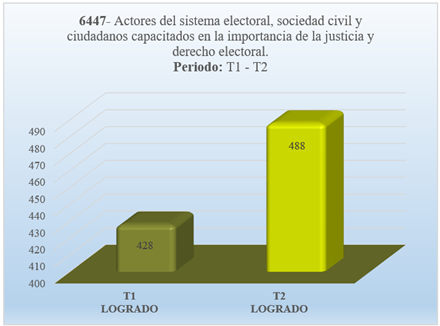 6447- Actores del sistema electoral, sociedad civil y
ciudadanos capacitados en la importancia de la justicia y
derecho electoral.
Periodo: T1 - T2
490
480
470
460
450
440
430
420
410
400
428
488
T1
LOGRADO
T2
LOGRADO